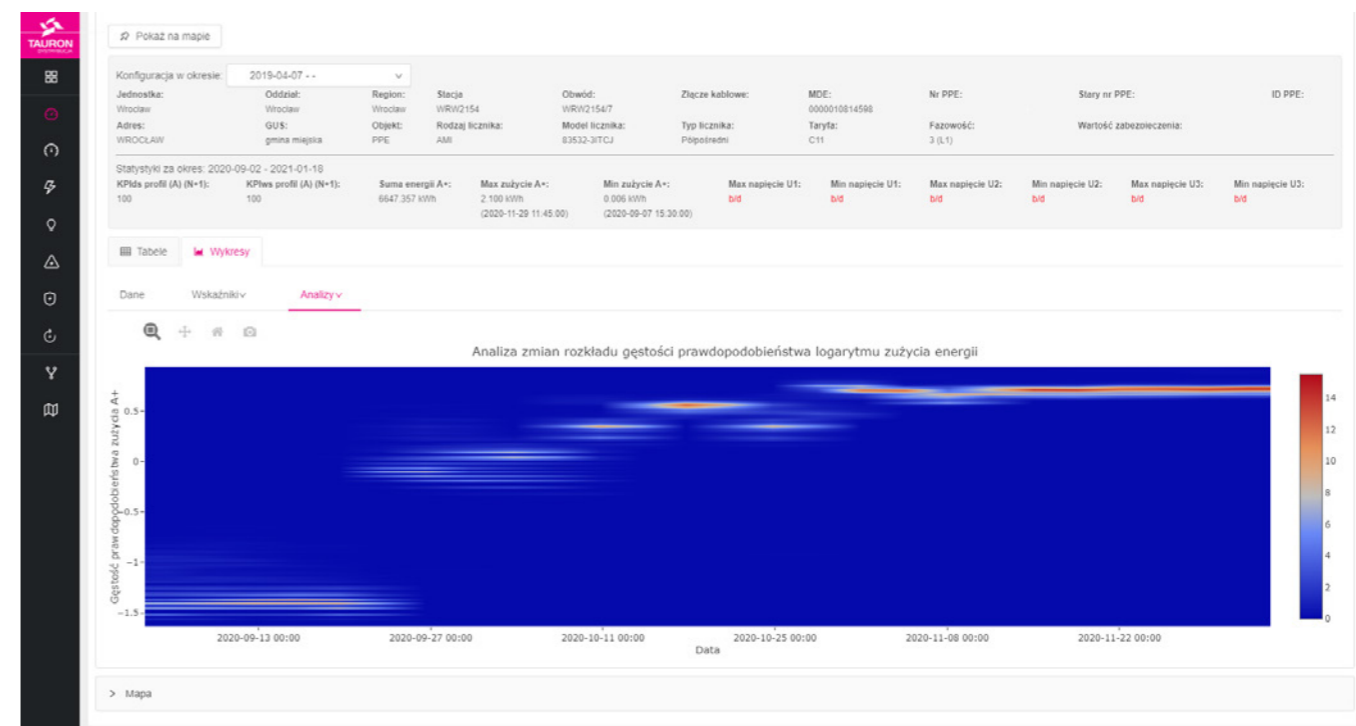 TAURON
DYSTRYBUCJA
Pokaż na mapie
Konfiguracja w okresie: 2019-04-07 - -
Jednostka: Oddział: Region: Stacja Obwód: Złącze kablowe: MDE: Nr PPE: Stary nr PPE: ID PPE:
Wrocław Wrocław Wrocław WRW2154 WRW2154/7 0000010814598
Adres: GUS: Objekt: Rodzaj licznika: Model licznika: Typ licznika: Taryfa: Fazowość: Wartość zabezpieczenia:
WROCŁAW gmina miejska PPE AMI 83532-3ITCJ Półpośredni C11 3 (L1)
Statystyki za okres: 2020-09-02 - 2021-01-18
KPIds profil (A) (N+1): KPIws profil (A) (N+1): Suma energii A+: Max zużycie A+: Min zużycie A+: Max napięcie U1: Min napięcie U1: Max napięcie U2: Min napięcie U2: Max napięcie U3: Min napięcie U3:
100 100 6647.357 kWh 2.100 kWh 0.006 kWh b/d b/d b/d b/d b/d b/d
(2020-11-29 11:45:00) (2020-09-07 15:30:00)
Tabele Wykresy
Dane Wskaźniki Analizy
Analiza zmian rozkładu gęstości prawdopodobieństwa logarytmu zużycia energii
Gęstość prawdopodobieństwa zużycia A+
0.5
0
−0.5
−1
−1.5
2020-09-13 00:00 2020-09-27 00:00 2020-10-11 00:00 2020-10-25 00:00 2020-11-08 00:00 2020-11-22 00:00
Data
14
12
10
8
6
4
2
0
Mapa